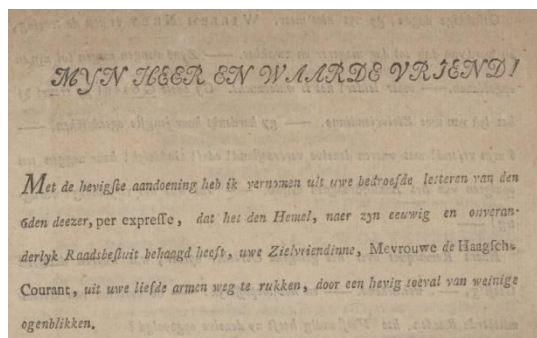 MYN HEER EN WAARDE VRIEND!
Met de hevigſte aandoening heb ik vernomen uit uwe bedroefde letteren van den
6den deezer, per expreſſe, dat het den Hemel, naer zyn eeuwig en onveran-
derlyk Raadsbeſluit behaagd heeft, uwe Zielvriendinne, Mevrouwe de Haagſche
Courant, uit uwe liefde armen weg te rukken, door een hevig toeval van weinige
ogenblikken.